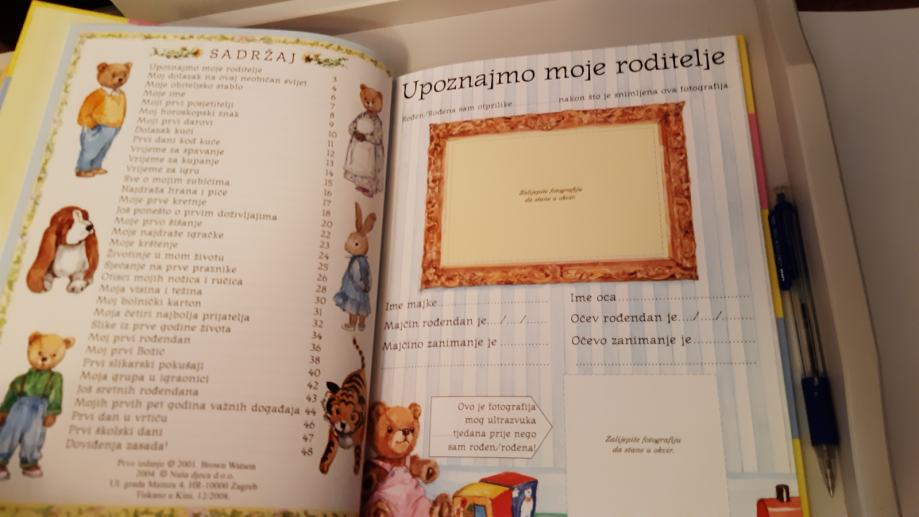 SADRŽAJ
Upoznajmo moje roditelje 3
Moj dolazak na ovaj neobičan svijet 4
Moje obiteljsko stablo 6
Moje ime 7
Moji prvi posjetitelji 8
Moj horoskopski znak 9
Moji prvi darovi 10
Dolazak kući 11
Prvi dani kod kuće 12
Vrijeme za spavanje 13
Vrijeme za kupanje 14
Vrijeme za igru 15
Sve o mojim zubićima 16
Najdraža hrana i piće 17
Moje prve kretnje 18
Još ponešto o prvim doživljajima 20
Moje prvo šišanje 22
Moje najdraže igračke 23
Moje krštenje 24
Životinje u mom životu 25
Sjećanje na prve praznike 26
Otisci mojih nožica i ručica 28
Moja visina i težina 30
Moj bolnički karton 31
Moja četiri najbolja prijatelja 32
Slike iz prve godine života 34
Moj prvi rođendan 36
Moj prvi Božić 38
Prvi slikarski pokušaji 40
Moja grupa u igraonici 42
Još sretnih rođendana 43
Mojih prvih pet godina važnih događaja 44
Prvi dan u vrtiću 46
Prvi školski dani 47
Doviđenja zasada! 48
Prvo izdanje © 2001. Brown Watson
2004. © Naša djeca d.o.o.
Ul. grada Mainza 4, HR-10000 Zagreb
Tiskano u Kini, 12/2008.
Upoznajmo moje roditelje
Rođen/Rođena sam otprilike.............. nakon što je snimljena ova fotografija
Zalijepite fotografiju
da stane u okvir.
Ime majke..........................
Majčin rođendan je..../..../......
Majčino zanimanje je ............
Ime oca..............................
Očev rođendan je..../..../.......
Očevo zanimanje je..............
Ovo je fotografija
mog ultrazvuka
....tjedana prije nego
sam rođen/rođena!
Zalijepite fotografiju
da stane u okvir.